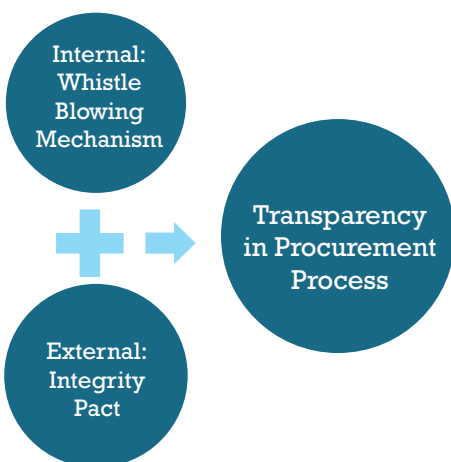 Internal:
Whistle
Blowing
Mechanism
Transparency
in Procurement
Process
External:
Integrity
Pact